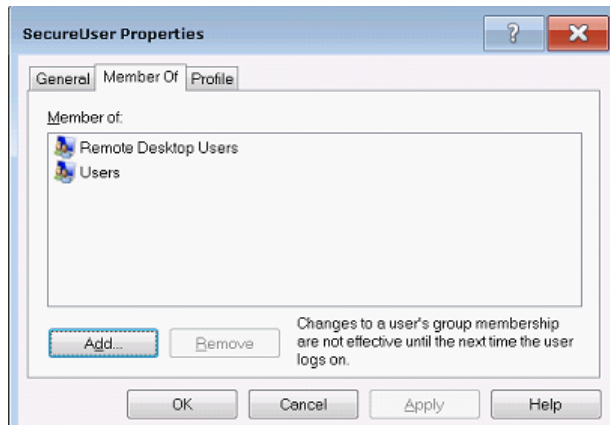 SecureUser Properties
General Member Of Profile
Member of:
Remote Desktop Users
Users
Add... Remove
Changes to a user's group membership
are not effective until the next time the user
logs on.
OK Cancel Apply Help